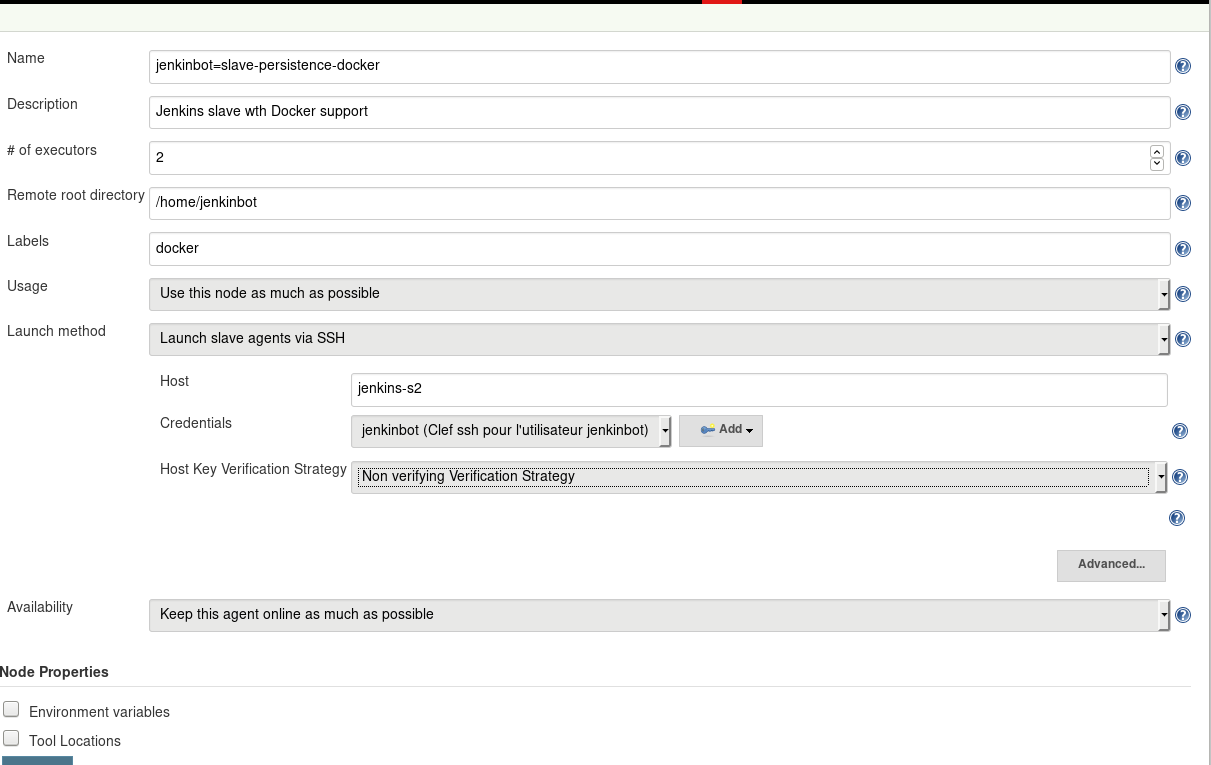 Name
jenkinbot=slave-persistence-docker
Description
Jenkins slave wth Docker support
# of executors
2
Remote root directory
/home/jenkinbot
Labels
docker
Usage
Use this node as much as possible
Launch method
Launch slave agents via SSH
Host
jenkins-s2
Credentials
jenkinbot (Clef ssh pour l'utilisateur jenkinbot)
Add
Host Key Verification Strategy
Non verifying Verification Strategy
Advanced...
Availability
Keep this agent online as much as possible
Node Properties
Environment variables
Tool Locations